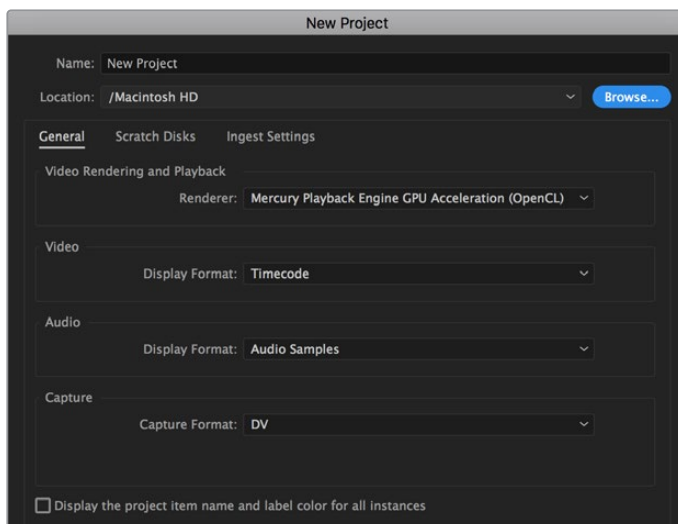 New Project
Name: New Project
Location: /Macintosh HD Browse...
General Scratch Disks Ingest Settings
Video Rendering and Playback
Renderer: Mercury Playback Engine GPU Acceleration (OpenCL)
Video
Display Format: Timecode
Audio
Display Format: Audio Samples
Capture
Capture Format: DV
Display the project item name and label color for all instances